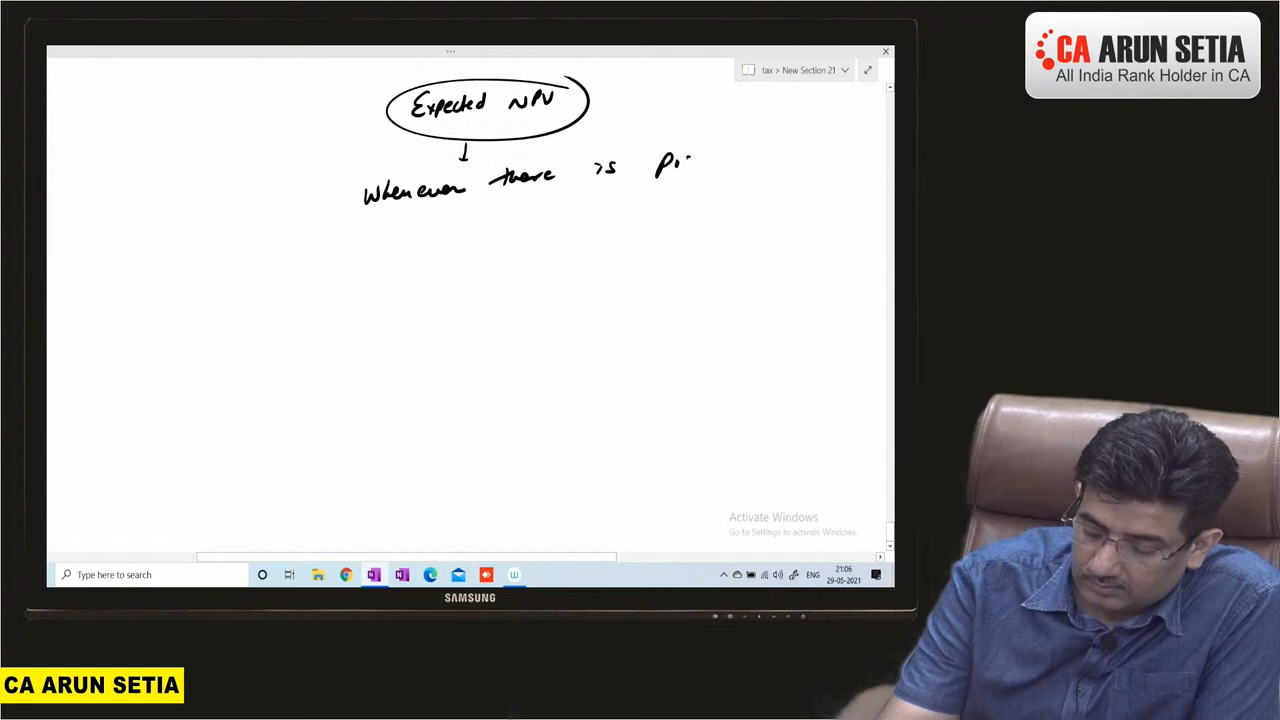 CA ARUN SETIA
All India Rank Holder in CA
tax > New Section 21
Expected NPV
Whenever there is
Activate Windows
Go to Settings to activate Windows.
Type here to search
ENG
21:06
29-05-2021
SAMSUNG
CA ARUN SETIA